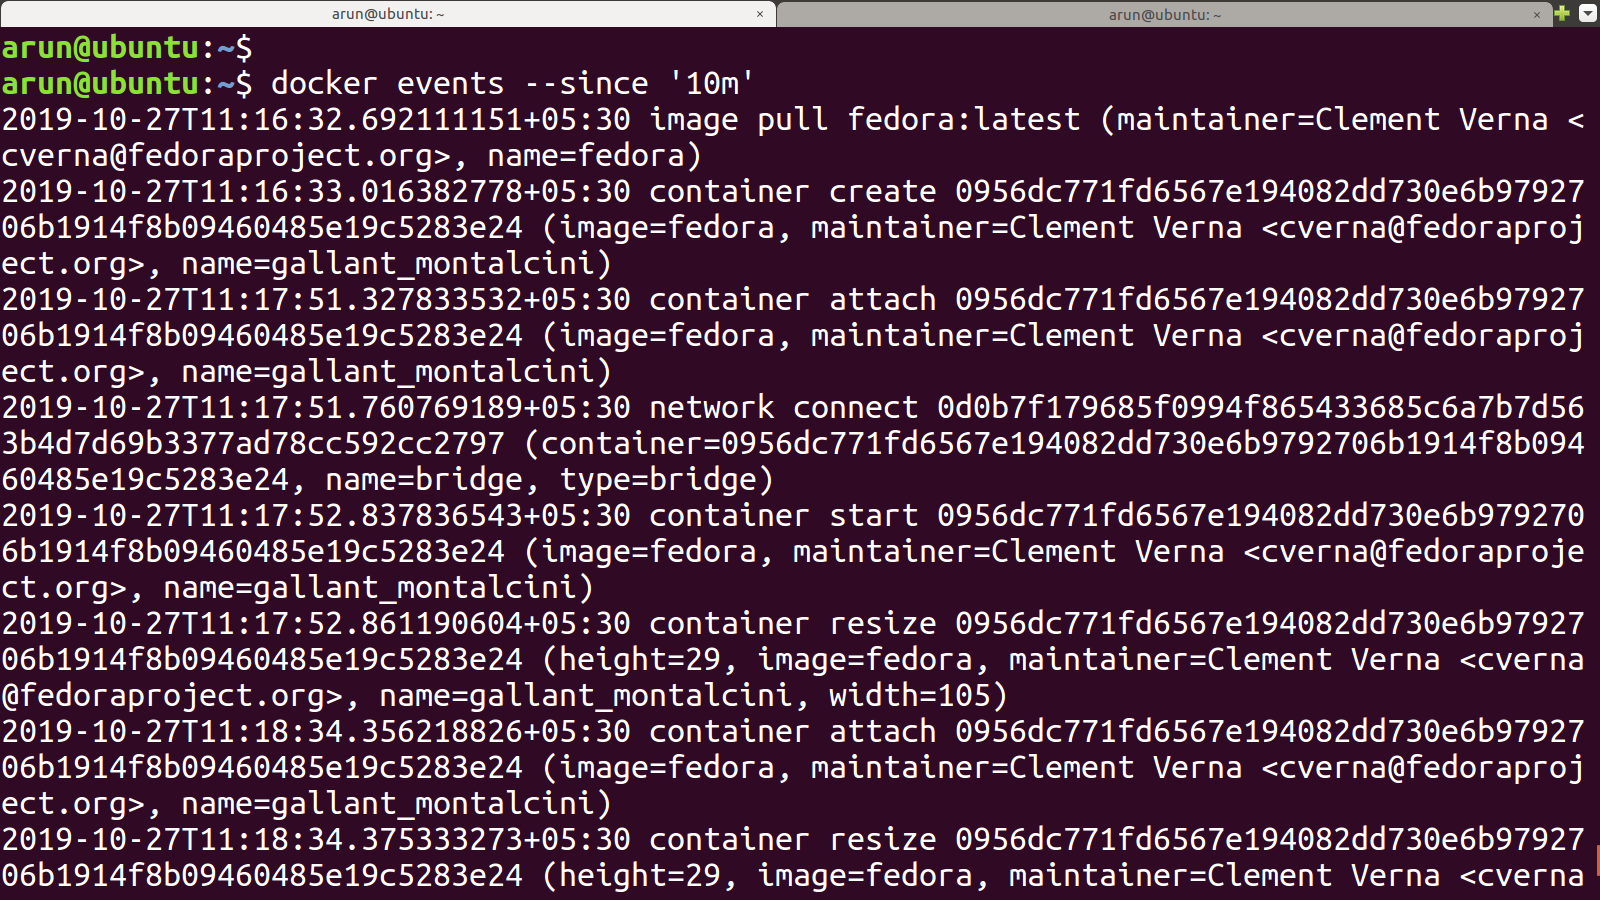 arun@ubuntu: ~ × arun@ubuntu: ~ ×
arun@ubuntu:~$
arun@ubuntu:~$ docker events --since '10m'
2019-10-27T11:16:32.692111151+05:30 image pull fedora:latest (maintainer=Clement Verna <
cverna@fedoraproject.org>, name=fedora)
2019-10-27T11:16:33.016382778+05:30 container create 0956dc771fd6567e194082dd730e6b97927
06b1914f8b09460485e19c5283e24 (image=fedora, maintainer=Clement Verna <cverna@fedoraproj
ect.org>, name=gallant_montalcini)
2019-10-27T11:17:51.327833532+05:30 container attach 0956dc771fd6567e194082dd730e6b97927
06b1914f8b09460485e19c5283e24 (image=fedora, maintainer=Clement Verna <cverna@fedoraproj
ect.org>, name=gallant_montalcini)
2019-10-27T11:17:51.760769189+05:30 network connect 0d0b7f179685f0994f865433685c6a7b7d56
3b4d7d69b3377ad78cc592cc2797 (container=0956dc771fd6567e194082dd730e6b9792706b1914f8b094
60485e19c5283e24, name=bridge, type=bridge)
2019-10-27T11:17:52.837836543+05:30 container start 0956dc771fd6567e194082dd730e6b979270
6b1914f8b09460485e19c5283e24 (image=fedora, maintainer=Clement Verna <cverna@fedoraproje
ct.org>, name=gallant_montalcini)
2019-10-27T11:17:52.861190604+05:30 container resize 0956dc771fd6567e194082dd730e6b97927
06b1914f8b09460485e19c5283e24 (height=29, image=fedora, maintainer=Clement Verna <cverna
@fedoraproject.org>, name=gallant_montalcini, width=105)
2019-10-27T11:18:34.356218826+05:30 container attach 0956dc771fd6567e194082dd730e6b97927
06b1914f8b09460485e19c5283e24 (image=fedora, maintainer=Clement Verna <cverna@fedoraproj
ect.org>, name=gallant_montalcini)
2019-10-27T11:18:34.375333273+05:30 container resize 0956dc771fd6567e194082dd730e6b97927
06b1914f8b09460485e19c5283e24 (height=29, image=fedora, maintainer=Clement Verna <cverna